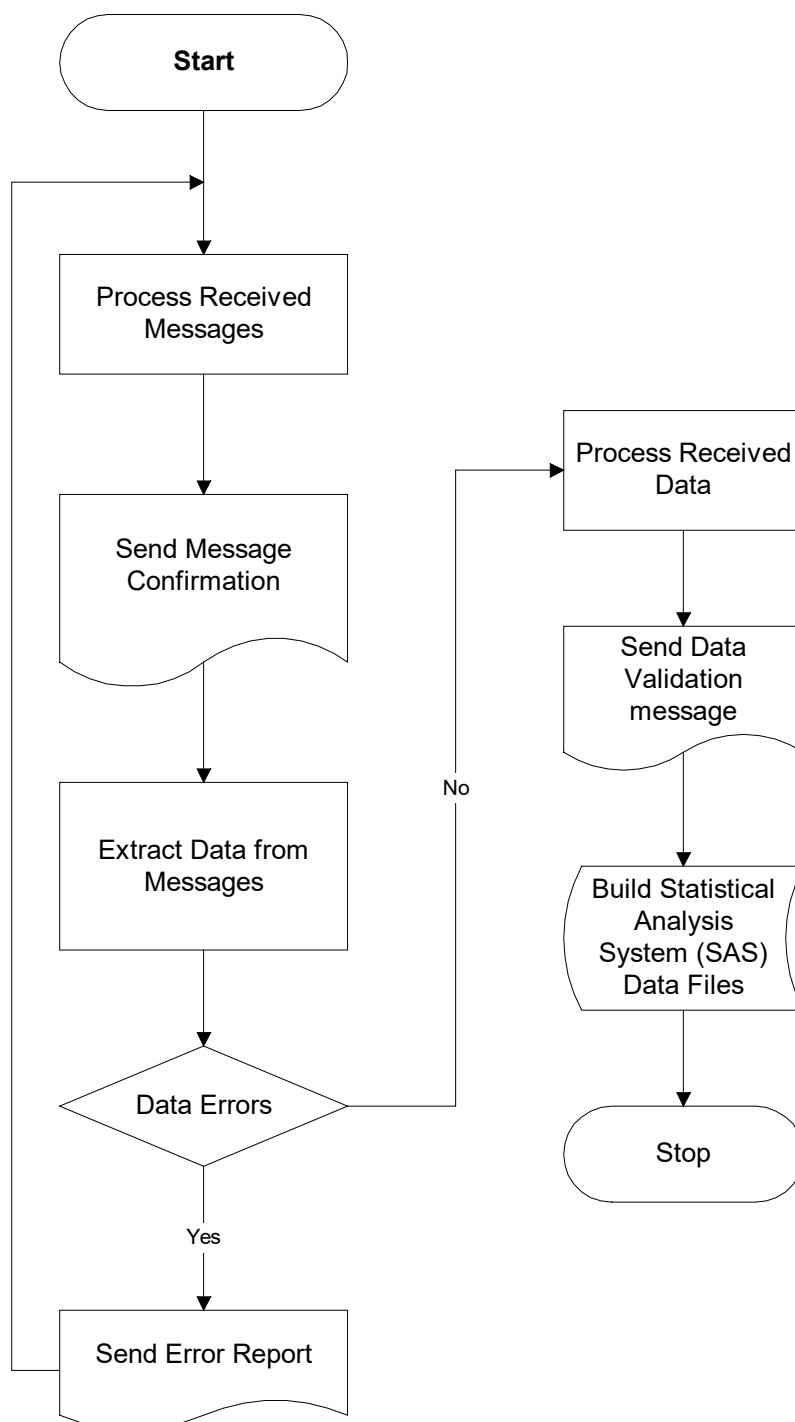 Start
Process Received
Messages
Send Message
Confirmation
Extract Data from
Messages
Data Errors
Yes
Send Error Report
No
Process Received
Data
Send Data
Validation
message
Build Statistical
Analysis
System (SAS)
Data Files
Stop